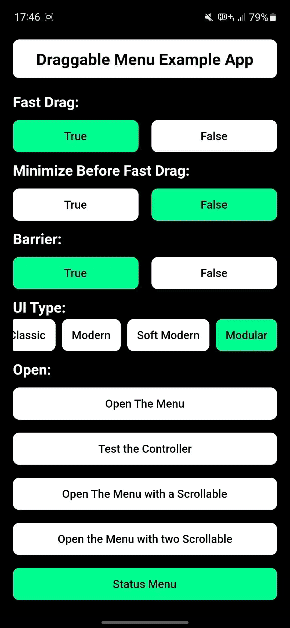 17:46 79%
Draggable Menu Example App
Fast Drag:
True False
Minimize Before Fast Drag:
True False
Barrier:
True False
UI Type:
Classic Modern Soft Modern Modular
Open:
Open The Menu
Test the Controller
Open The Menu with a Scrollable
Open the Menu with two Scrollable
Status Menu